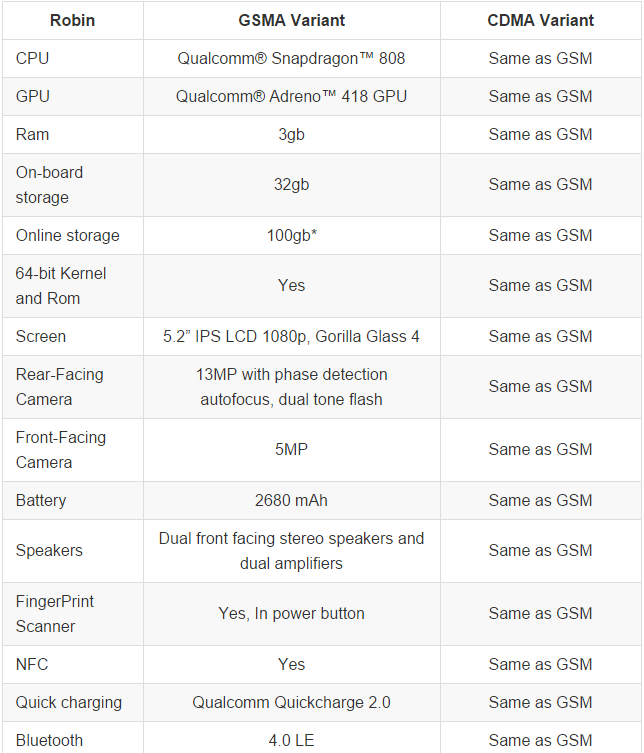 Robin GSMA Variant CDMA Variant
CPU Qualcomm® Snapdragon™ 808 Same as GSM
GPU Qualcomm® Adreno™ 418 GPU Same as GSM
Ram 3gb Same as GSM
On-board
storage 32gb Same as GSM
Online storage 100gb* Same as GSM
64-bit Kernel
and Rom Yes Same as GSM
Screen 5.2” IPS LCD 1080p, Gorilla Glass 4 Same as GSM
Rear-Facing
Camera
13MP with phase detection
autofocus, dual tone flash
Same as GSM
Front-Facing
Camera 5MP Same as GSM
Battery 2680 mAh Same as GSM
Speakers
Dual front facing stereo speakers and
dual amplifiers
Same as GSM
FingerPrint
Scanner Yes, In power button Same as GSM
NFC Yes Same as GSM
Quick charging Qualcomm Quickcharge 2.0 Same as GSM
Bluetooth 4.0 LE Same as GSM